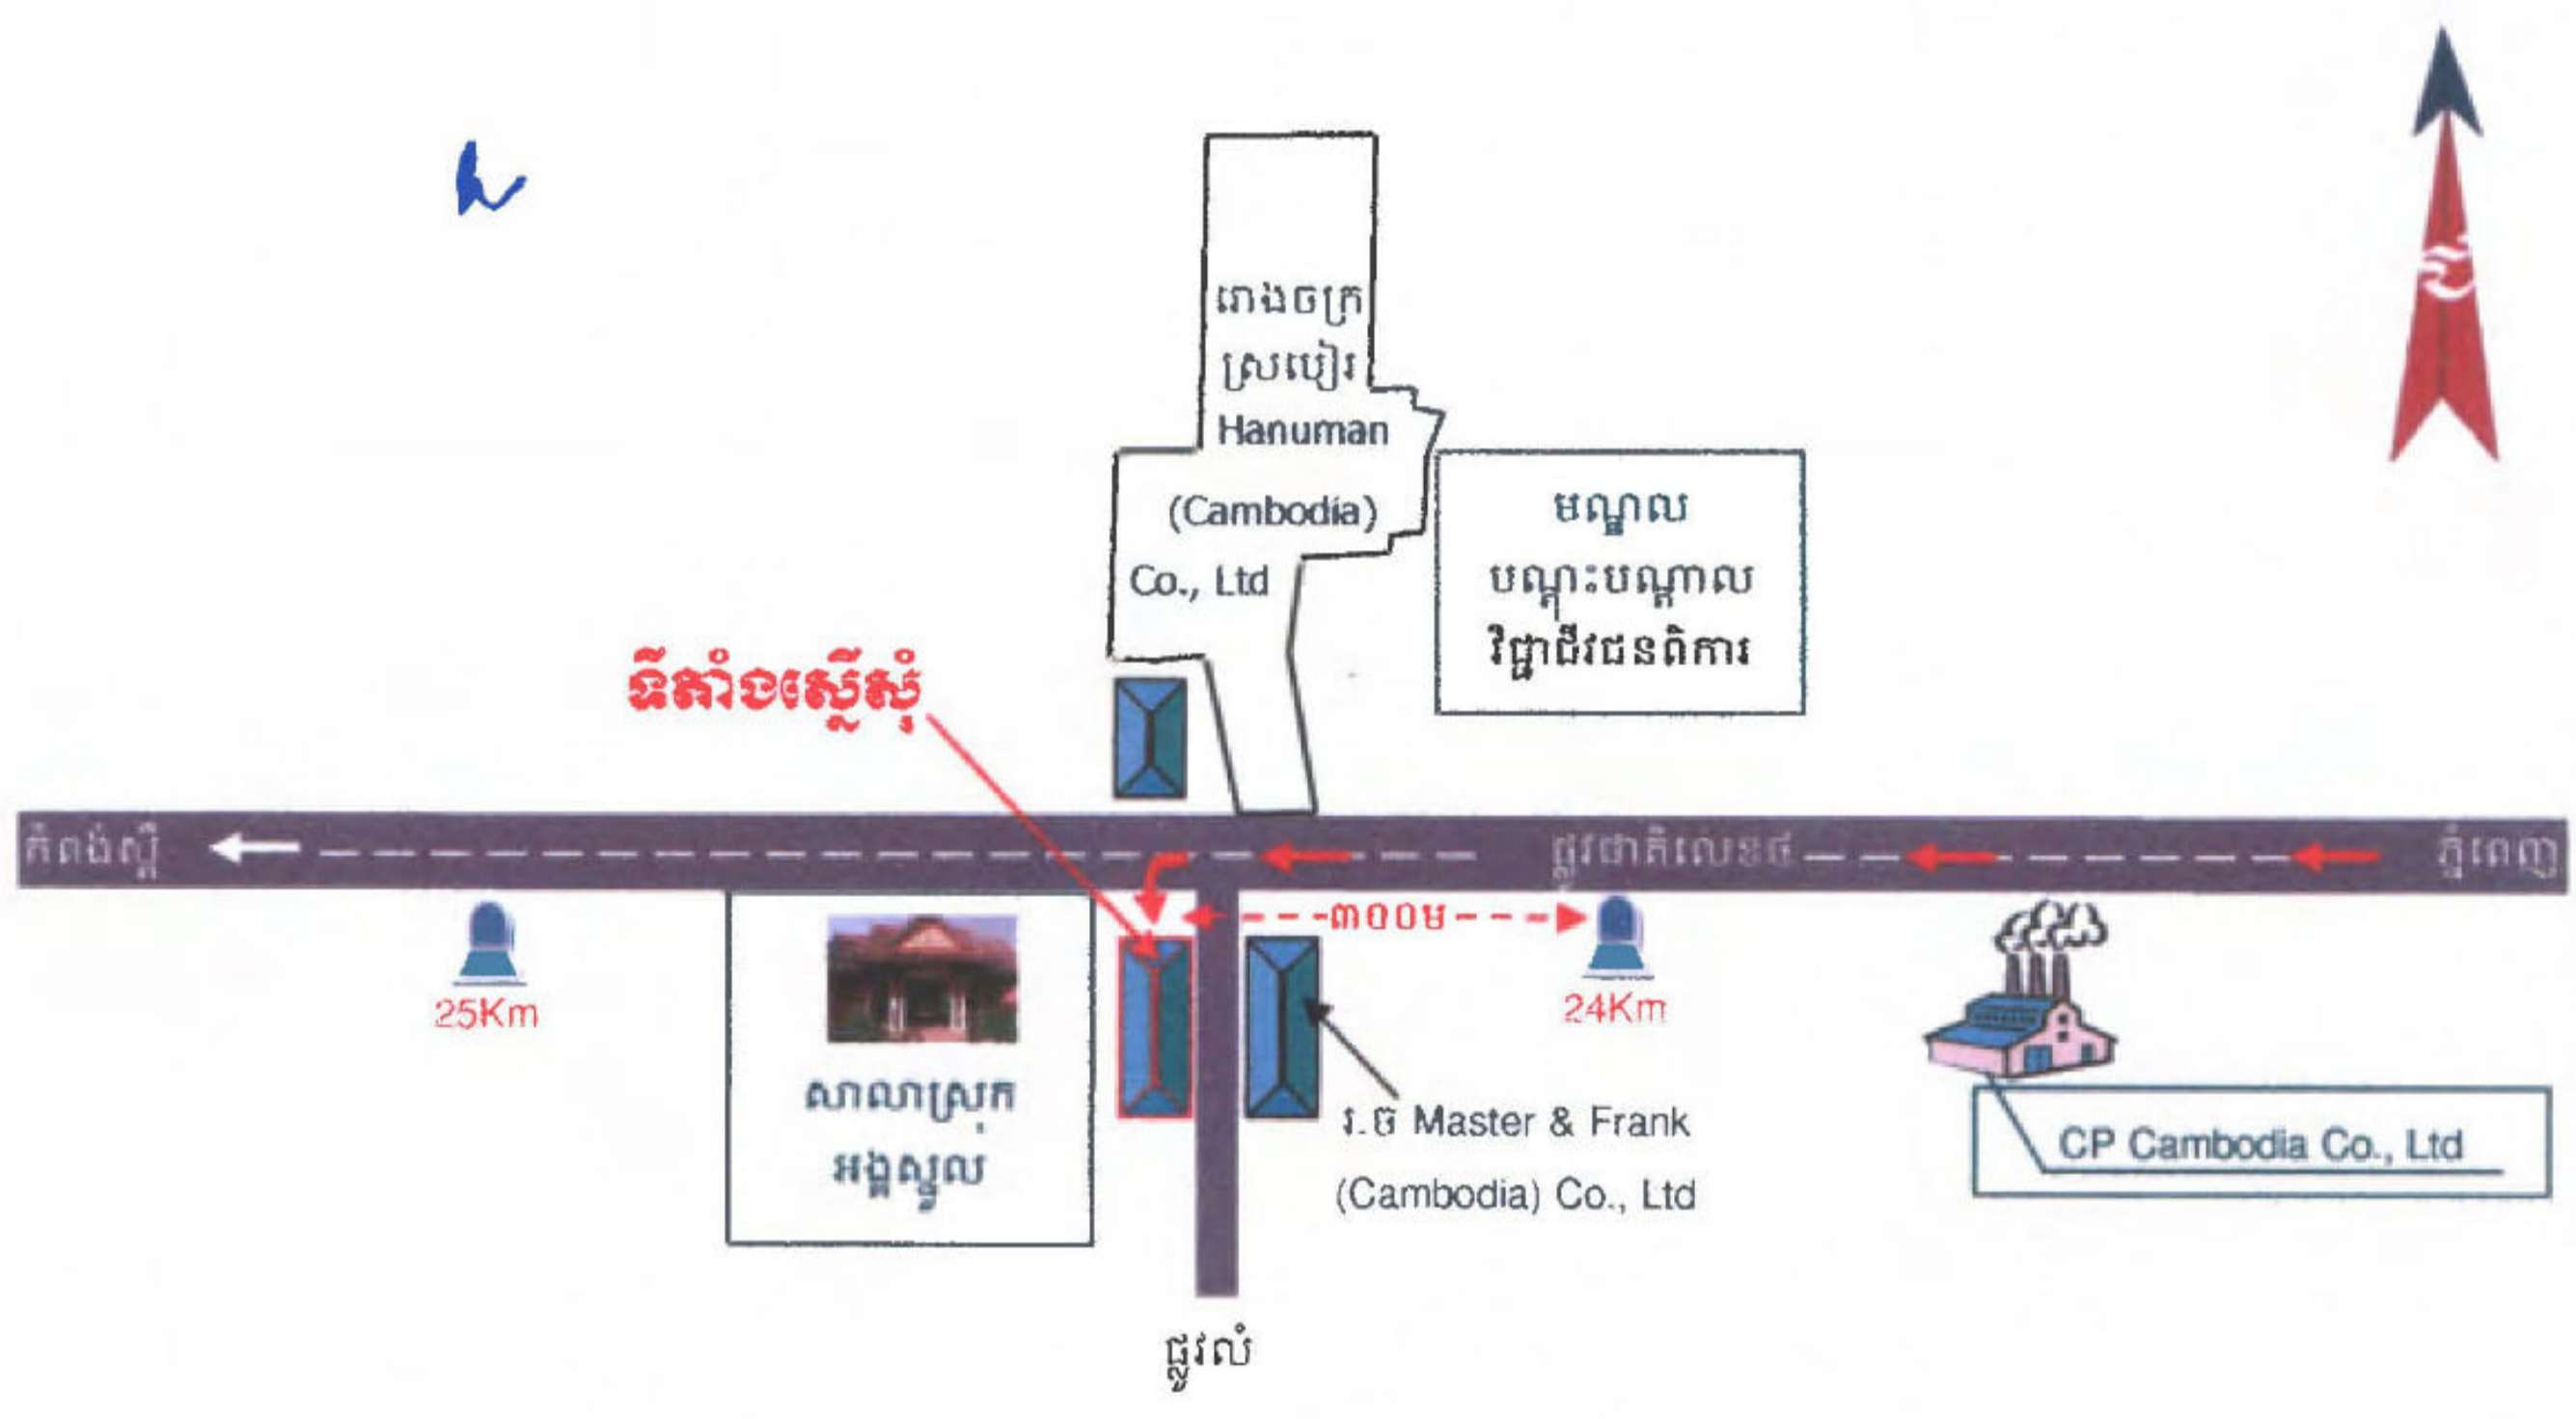 រោងចក្រ
ស្របៀរ
Hanuman
(Cambodia)
Co., Ltd
មណ្ឌល
បណ្តុះបណ្តាល
វិជ្ជាជីវជនពិការ
ទីតាំងស្នើសុំ
កំពង់ស្ពឺ
ផ្លូវជាតិលេខ៤
ភ្នំពេញ
៣០០ម
25Km
24Km
សាលាស្រុក
អង្គស្នួល
រ.ច Master & Frank
(Cambodia) Co., Ltd
CP Cambodia Co., Ltd
ផ្លូវលំ